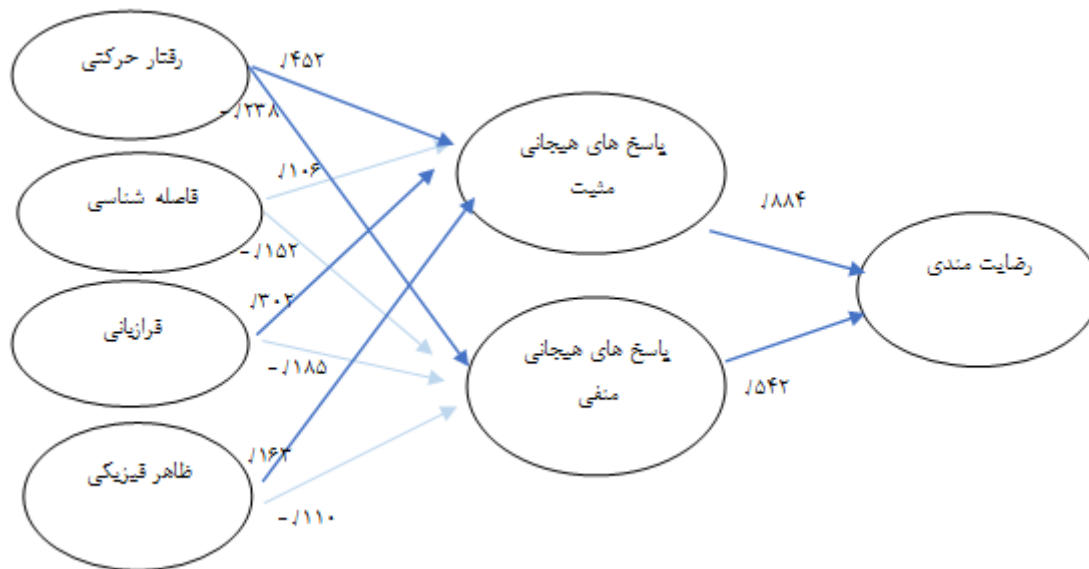 رفتار حرکتی
./۴۵۲
-./۲۳۸
فاصله شناسی
./۱۰۶
-./۱۵۲
فرازبانی
./۳۰۲
-./۱۸۵
ظاهر فیزیکی
./۱۶۳
-./۱۱۰
پاسخ های هیجانی
مثبت
./۸۸۴
پاسخ های هیجانی
منفی
./۵۴۲
رضایت مندی